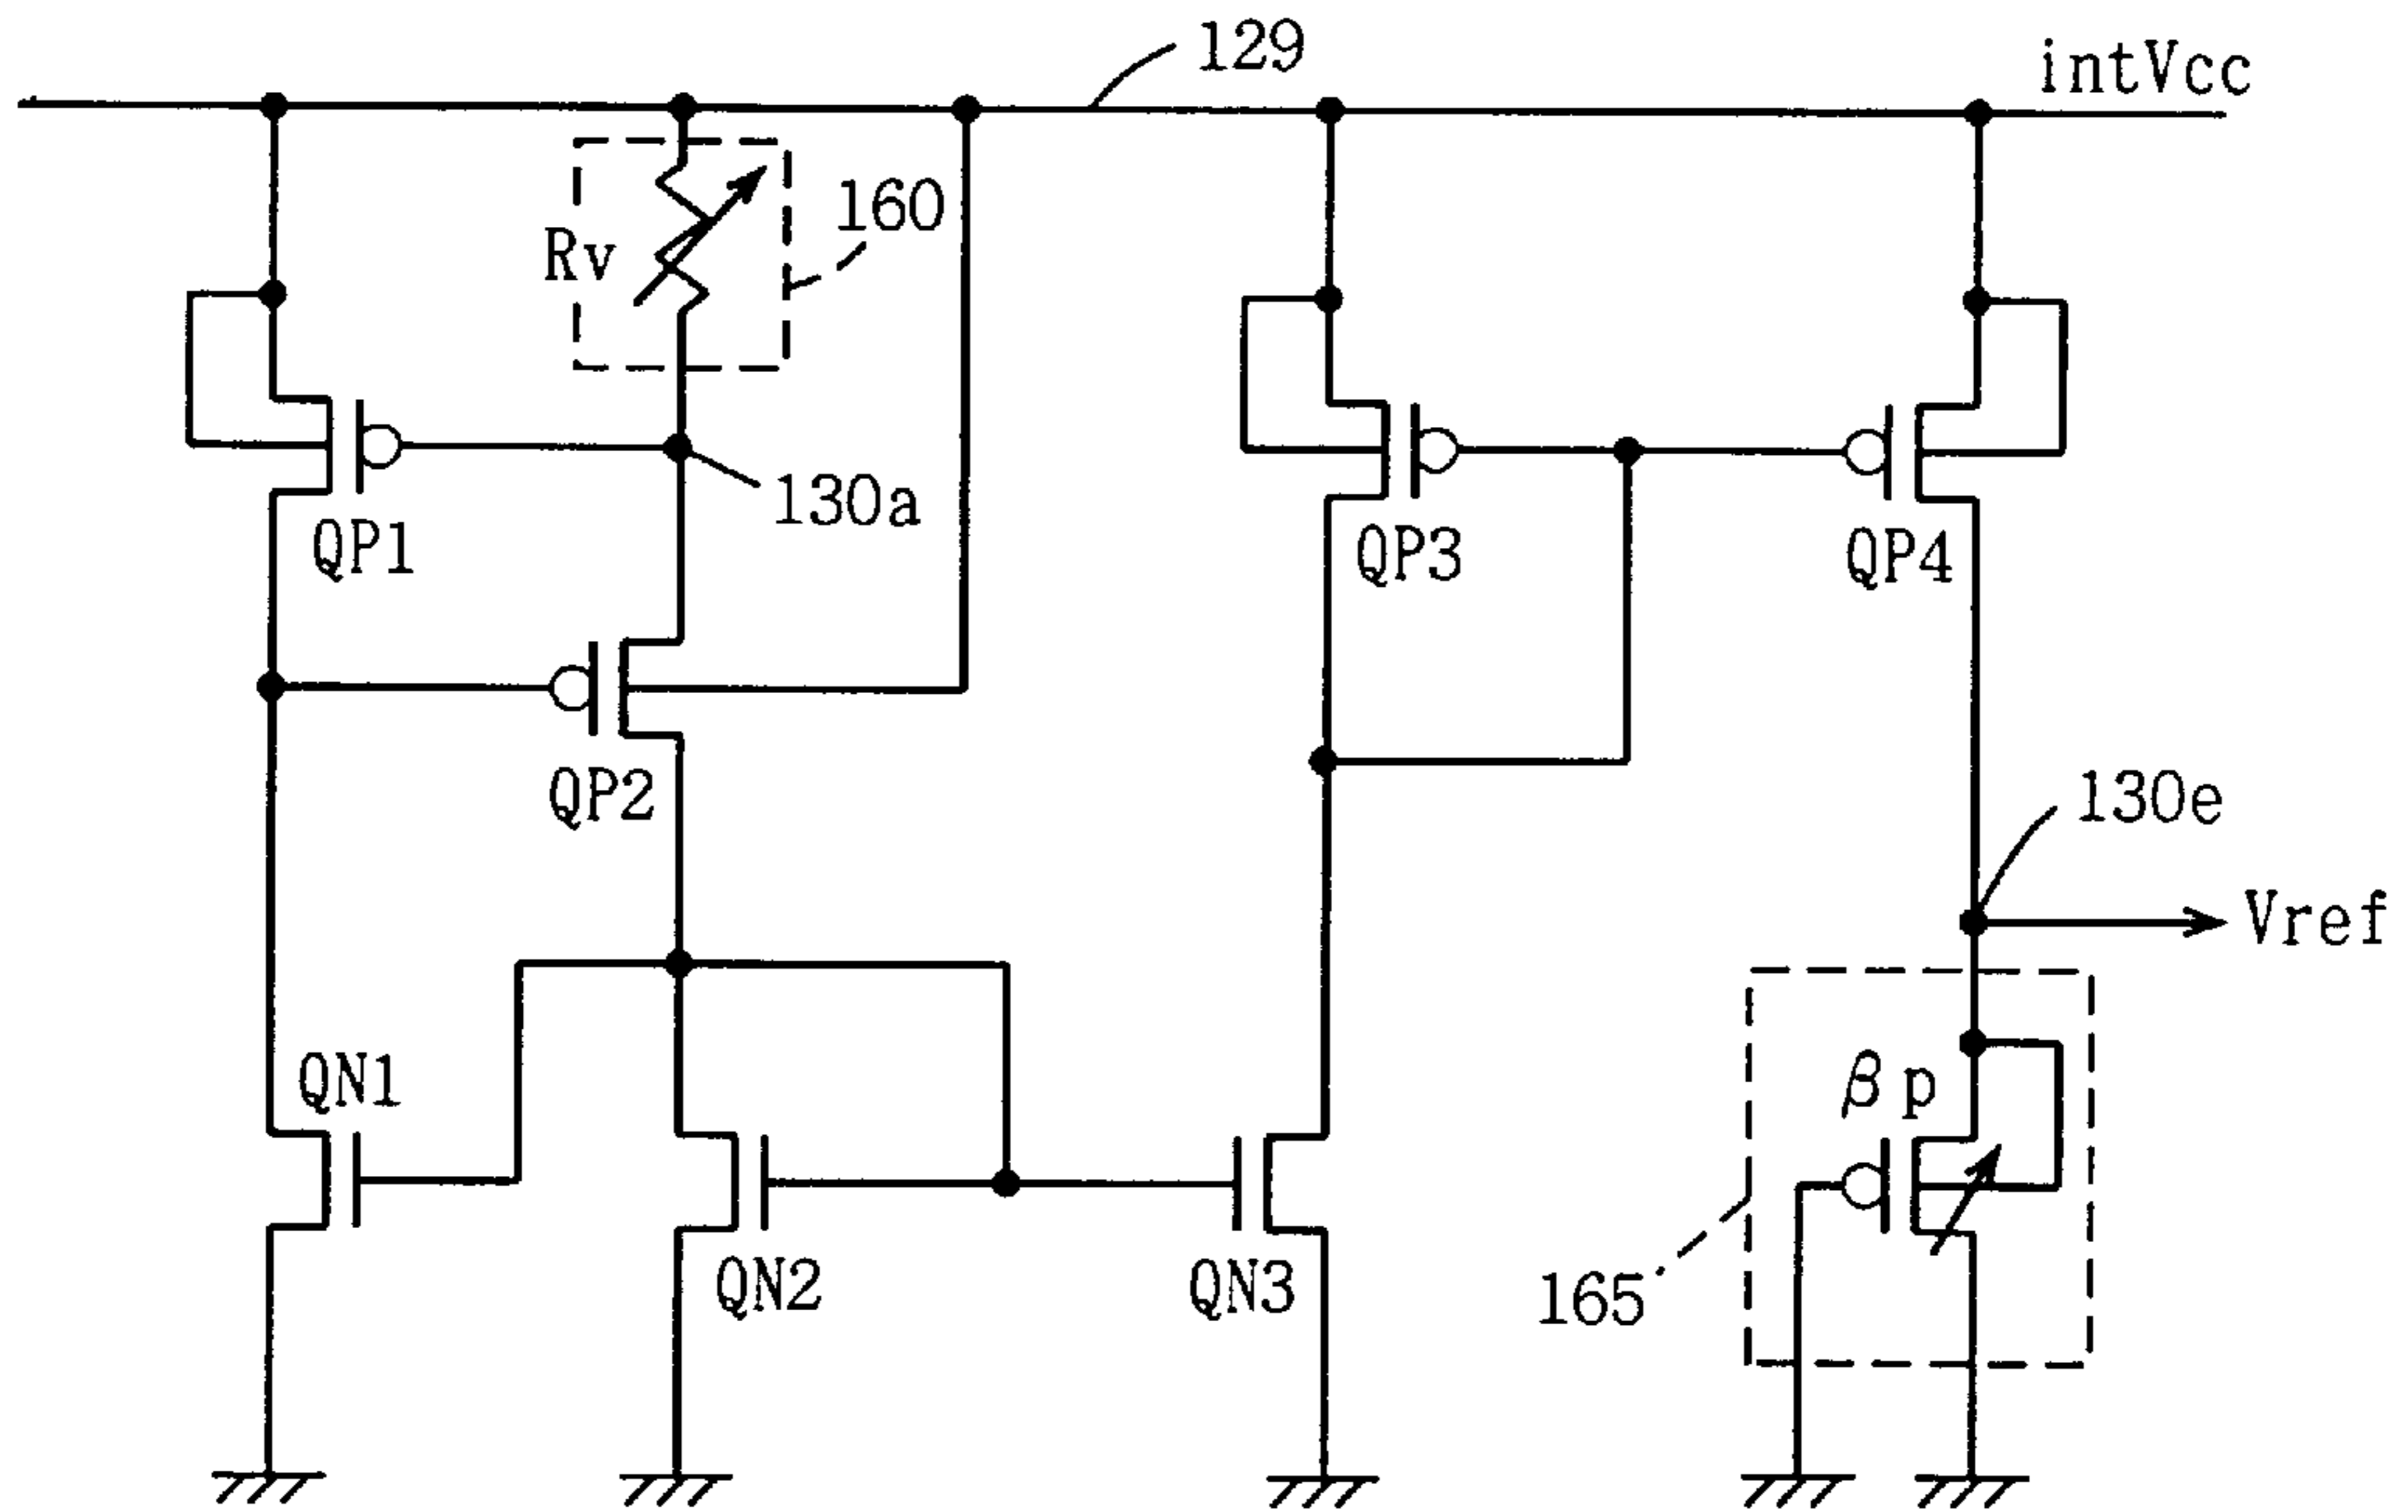 129
intVcc
Rv
160
130a
QP1
QP3
QP4
QP2
130e
Vref
QN1
βp
QN2
QN3
165